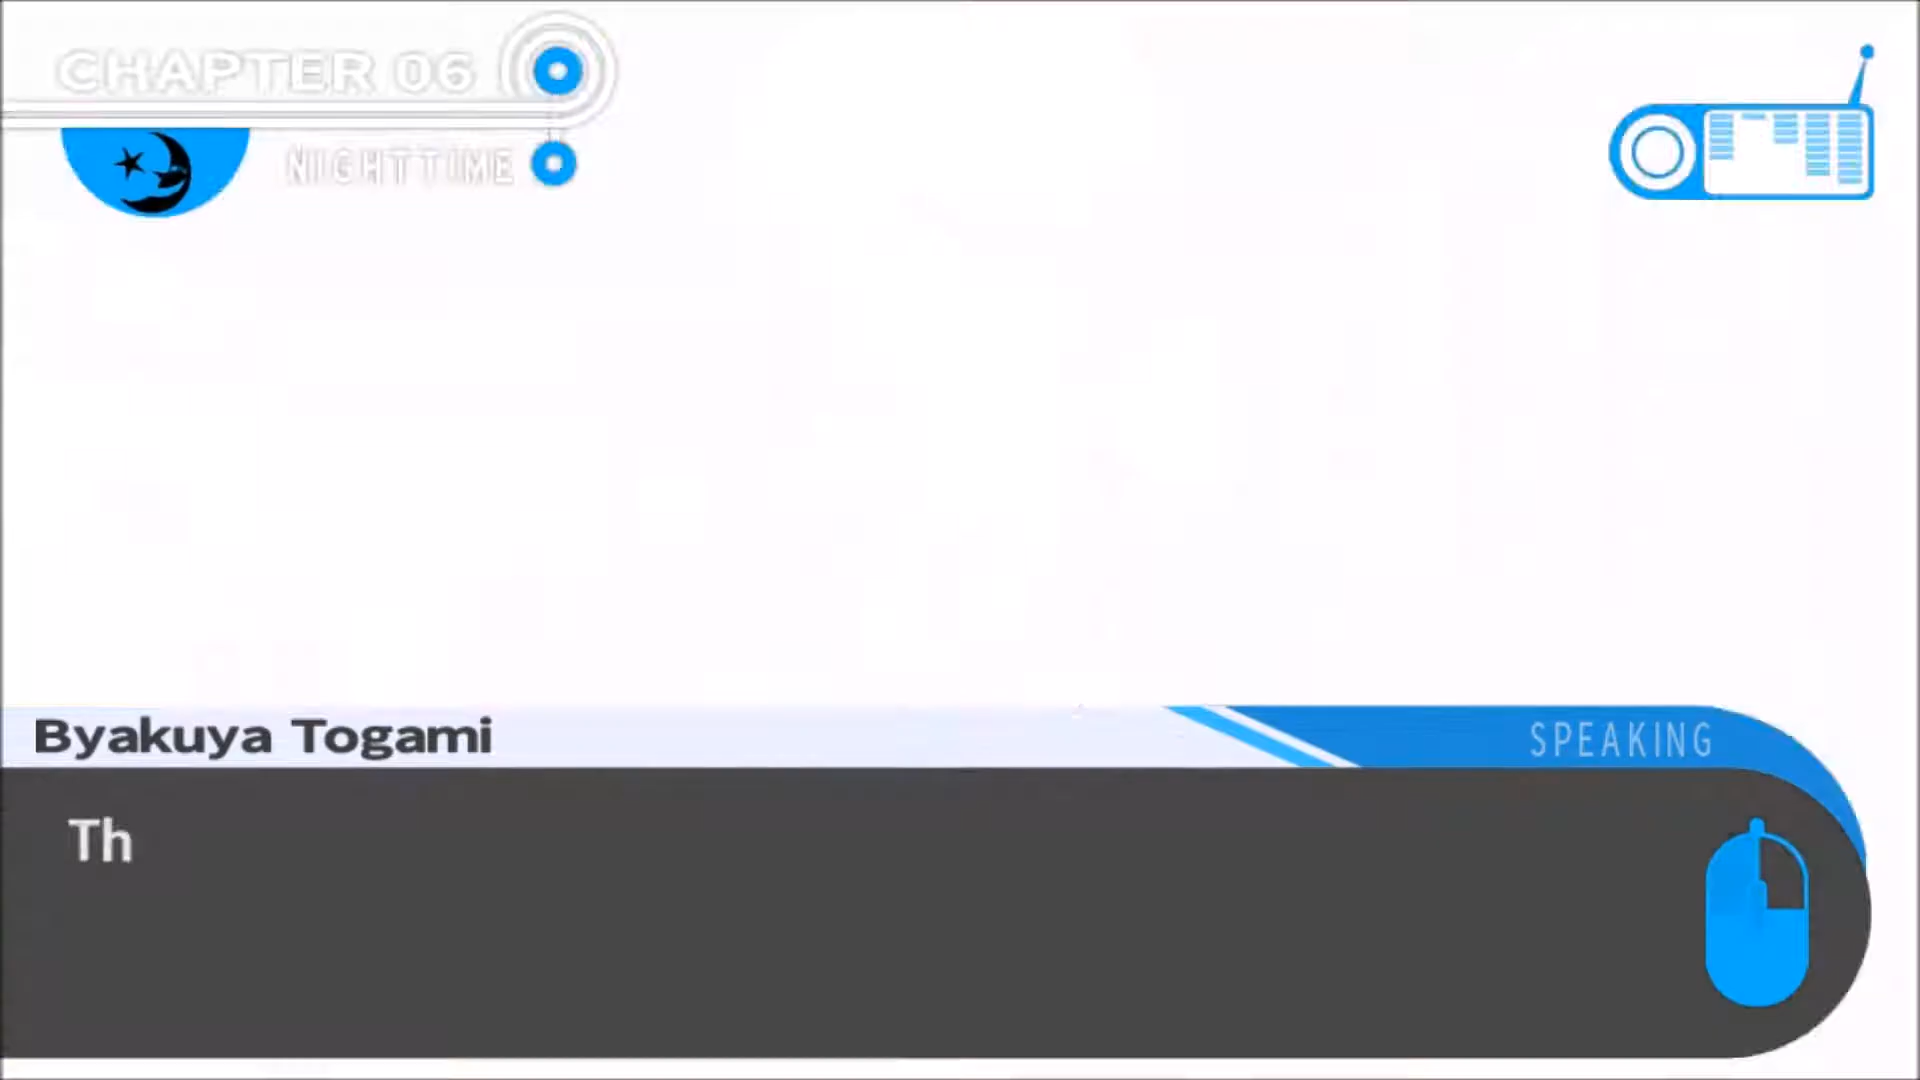 CHAPTER 06
NIGHTTIME
Byakuya Togami
SPEAKING
Th